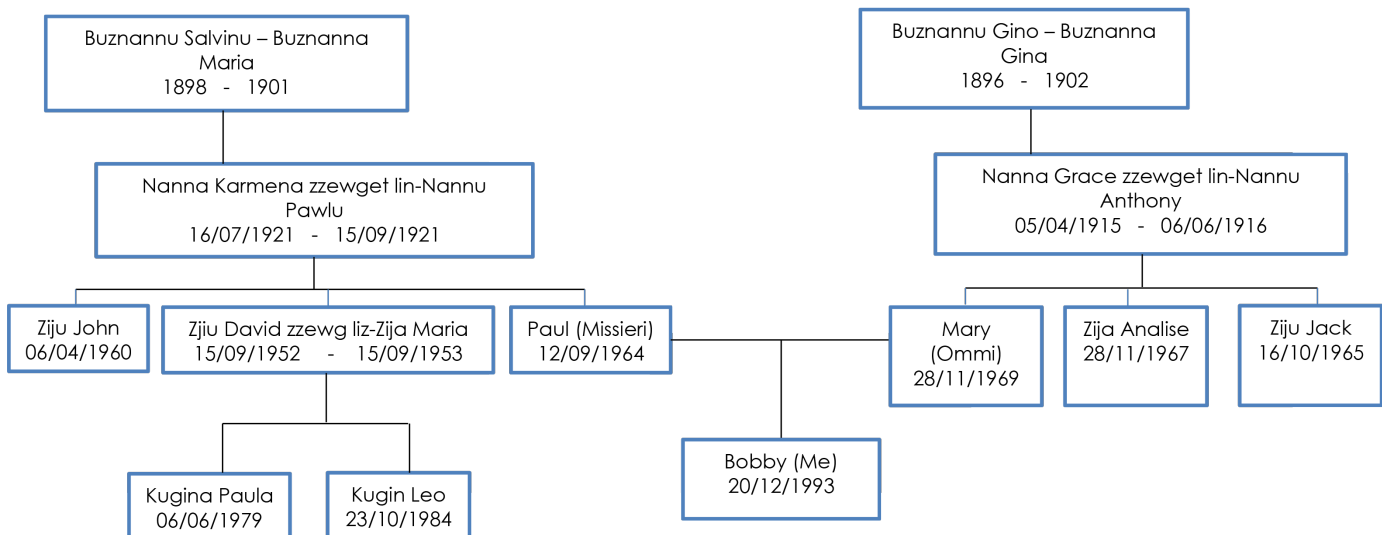 Buznannu Salvinu – Buznanna
Maria
1898 - 1901
Buznannu Gino – Buznanna
Gina
1896 - 1902
Nanna Karmena zzewget lin-Nannu
Pawlu
16/07/1921 - 15/09/1921
Nanna Grace zzewget lin-Nannu
Anthony
05/04/1915 - 06/06/1916
Ziju John
06/04/1960
Zjiu David zzewg liz-Zija Maria
15/09/1952 - 15/09/1953
Paul (Missieri)
12/09/1964
Mary
(Ommi)
28/11/1969
Zija Analise
28/11/1967
Ziju Jack
16/10/1965
Kugina Paula
06/06/1979
Kugin Leo
23/10/1984
Bobby (Me)
20/12/1993